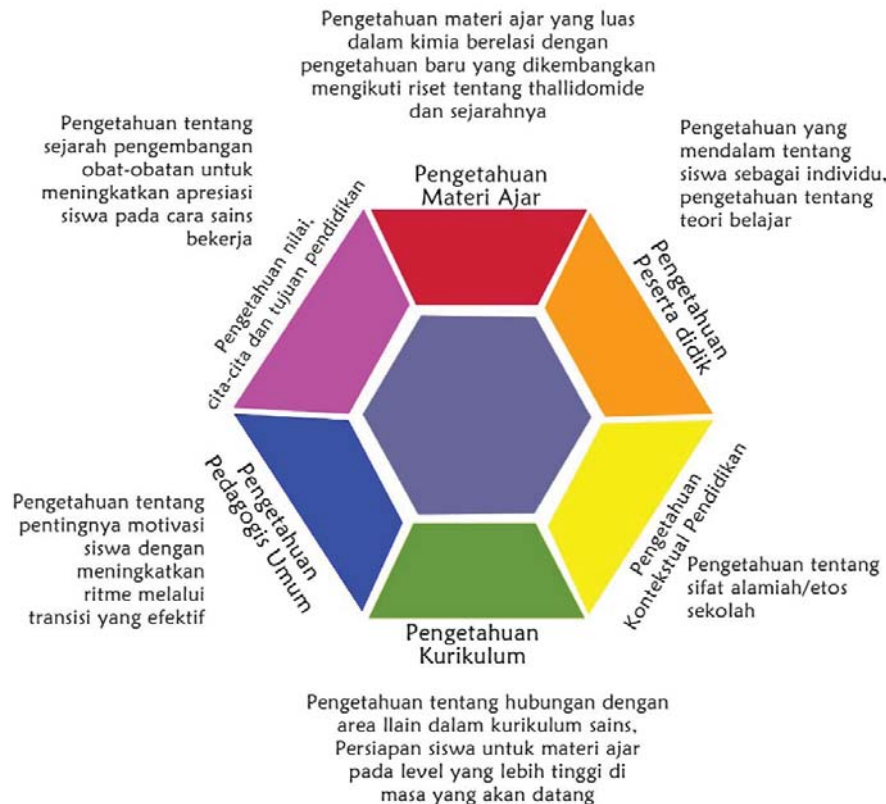 Pengetahuan materi ajar yang luas
dalam kimia berelasi dengan
pengetahuan baru yang dikembangkan
mengikuti riset tentang thallidomide
dan sejarahnya
Pengetahuan tentang
sejarah pengembangan
obat-obatan untuk
meningkatkan apresiasi
siswa pada cara sains
bekerja
Pengetahuan yang
mendalam tentang
siswa sebagai individu,
pengetahuan tentang
teori belajar
Pengetahuan
Materi Ajar
Pengetahuan nilai,
cita-cita dan tujuan pendidikan
Pengetahuan
Peserta didik
Pengetahuan
Pedagogis Umum
Pengetahuan
Kontekstual Pendidikan
Pengetahuan tentang
pentingnya motivasi
siswa dengan
meningkatkan
ritme melalui
transisi yang efektif
Pengetahuan tentang
sifat alamiah/etos
sekolah
Pengetahuan
Kurikulum
Pengetahuan tentang hubungan dengan
area llain dalam kurikulum sains,
Persiapan siswa untuk materi ajar
pada level yang lebih tinggi di
masa yang akan datang